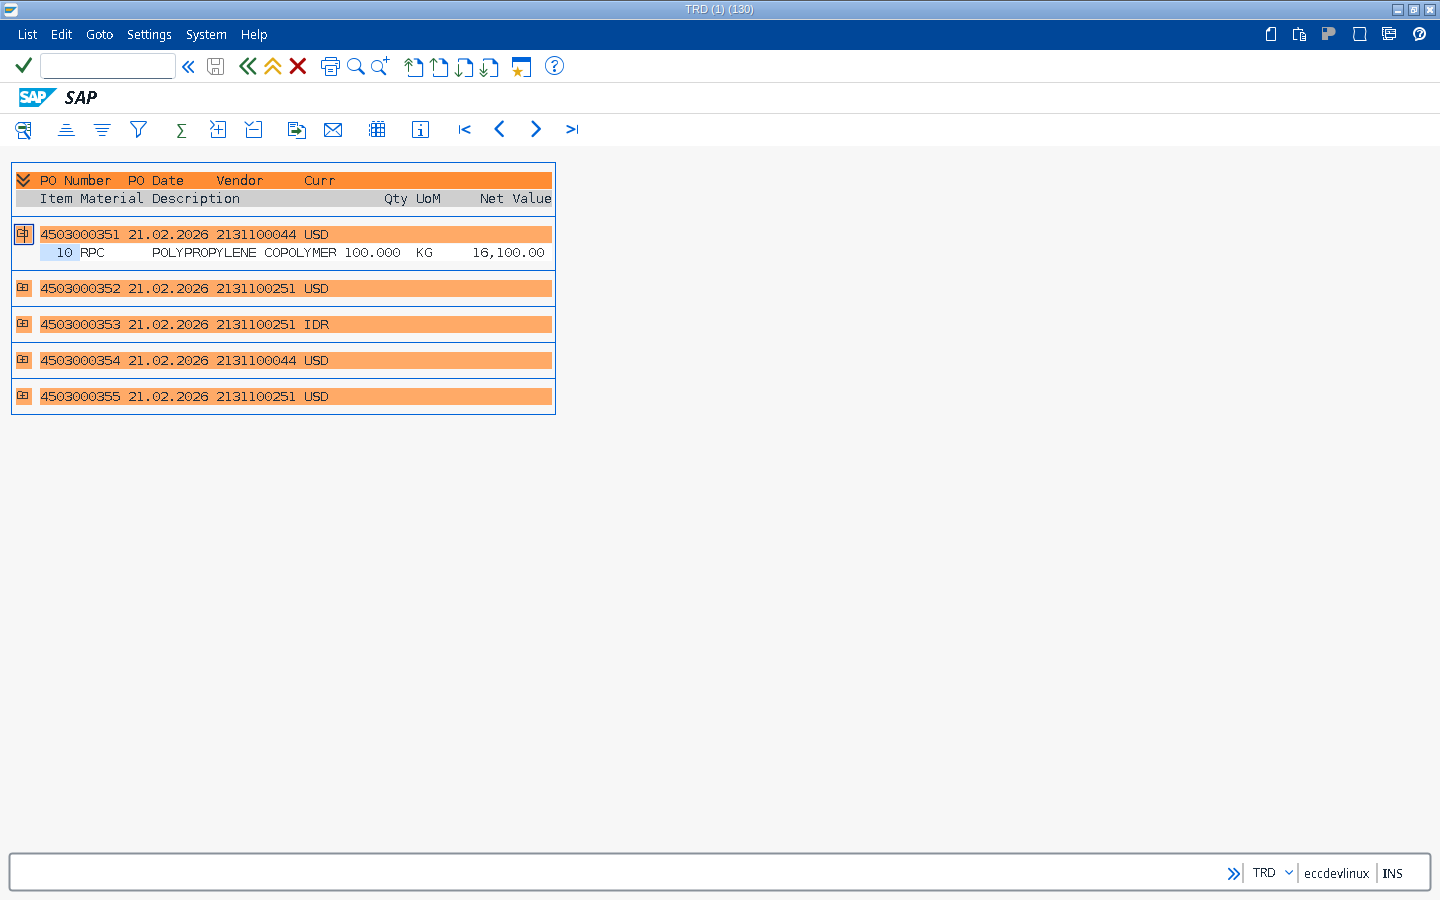 TRD (1) (130)
List Edit Goto Settings System Help
SAP SAP
PO Number PO Date Vendor Curr
Item Material Description Qty UoM Net Value
4503000351 21.02.2026 2131100044 USD
10 RPC POLYPROPYLENE COPOLYMER 100.000 KG 16,100.00
4503000352 21.02.2026 2131100251 USD
4503000353 21.02.2026 2131100251 IDR
4503000354 21.02.2026 2131100044 USD
4503000355 21.02.2026 2131100251 USD
TRD eccdevlinux INS